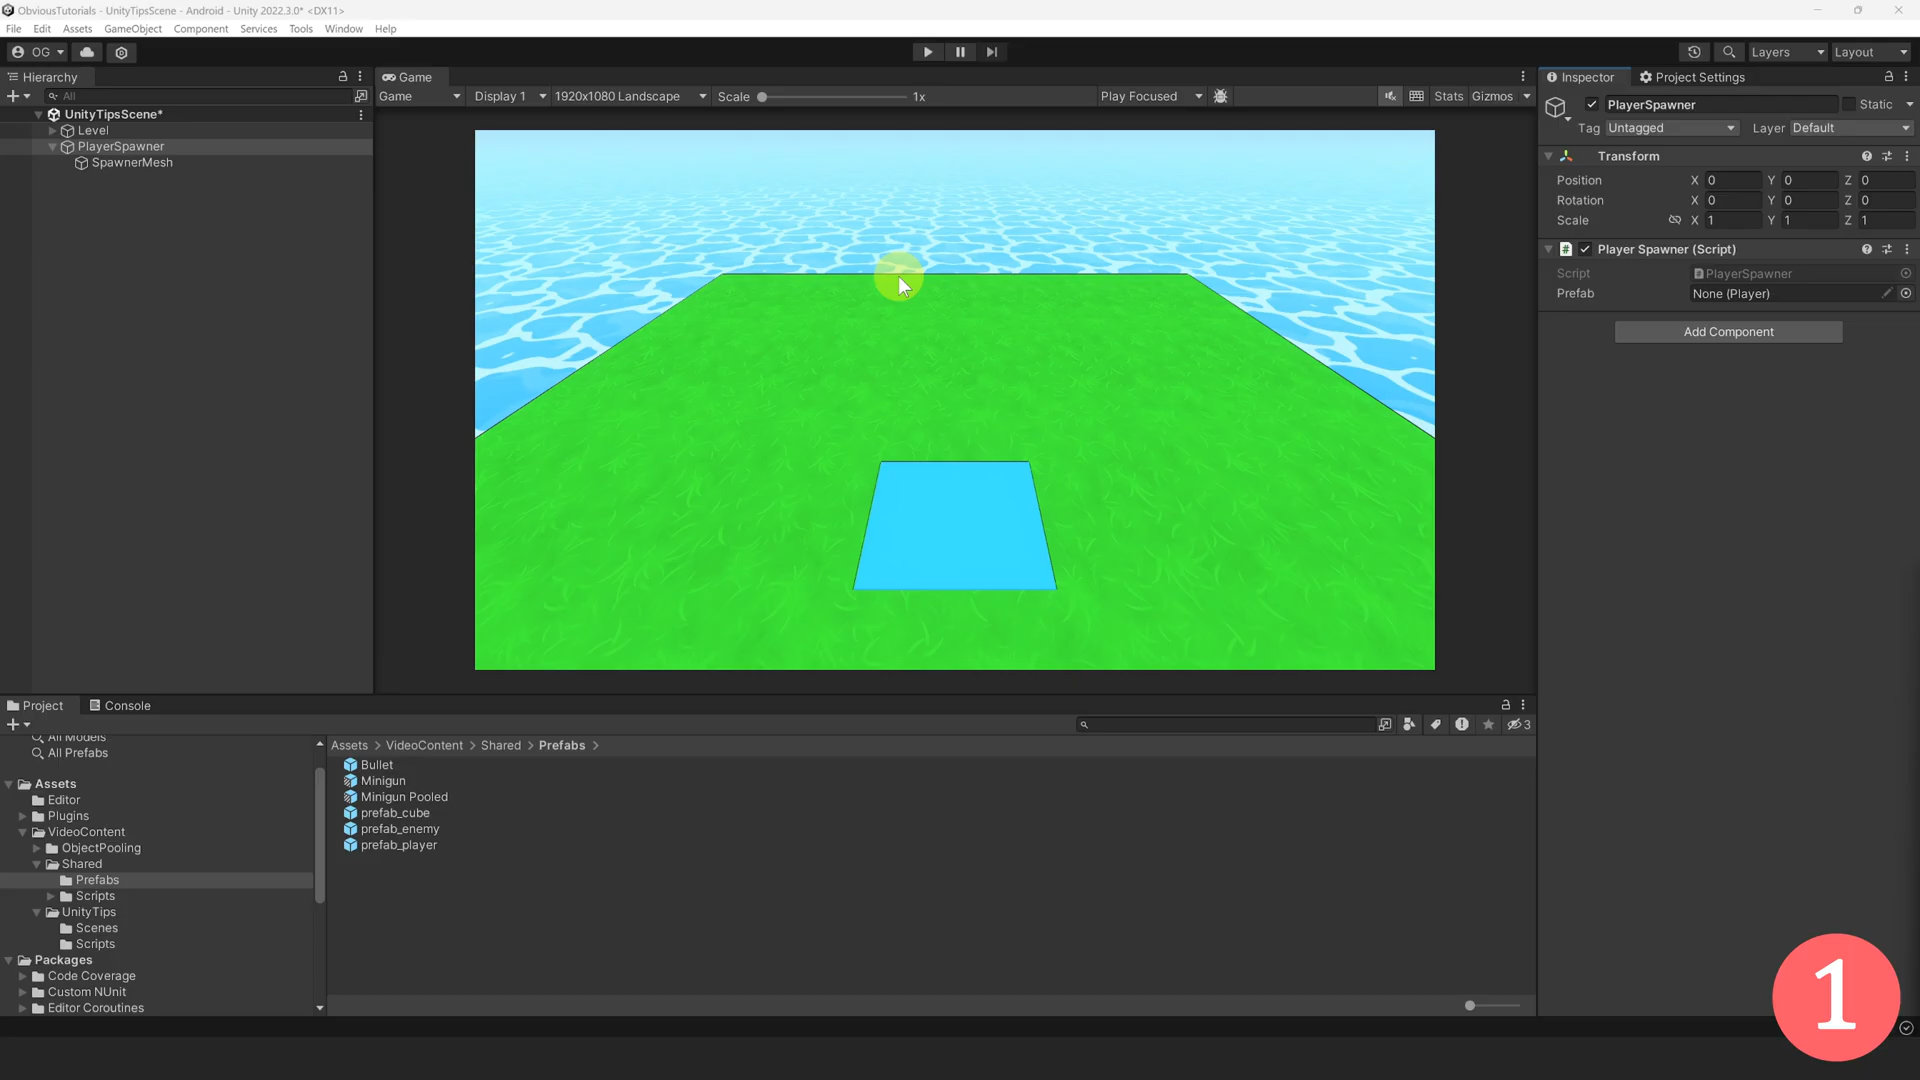 ObviousTutorials - UnityTipsScene - Android - Unity 2022.3.0* <DX11>
File Edit Assets GameObject Component Services Tools Window Help
OG Layers Layout
Hierarchy
All
UnityTipsScene*
Level
PlayerSpawner
SpawnerMesh
Game
Game Display 1 1920x1080 Landscape Scale 1x Play Focused Stats Gizmos
Inspector Project Settings
PlayerSpawner Static
Tag Untagged Layer Default
Transform
Position X 0 Y 0 Z 0
Rotation X 0 Y 0 Z 0
Scale X 1 Y 1 Z 1
# Player Spawner (Script)
Script PlayerSpawner
Prefab None (Player)
Add Component
Project Console
3
All Models
All Prefabs
Assets
Editor
Plugins
VideoContent
ObjectPooling
Shared
Prefabs
Scripts
UnityTips
Scenes
Scripts
Packages
Code Coverage
Custom NUnit
Editor Coroutines
Assets > VideoContent > Shared > Prefabs >
Bullet
Minigun
Minigun Pooled
prefab_cube
prefab_enemy
prefab_player
1